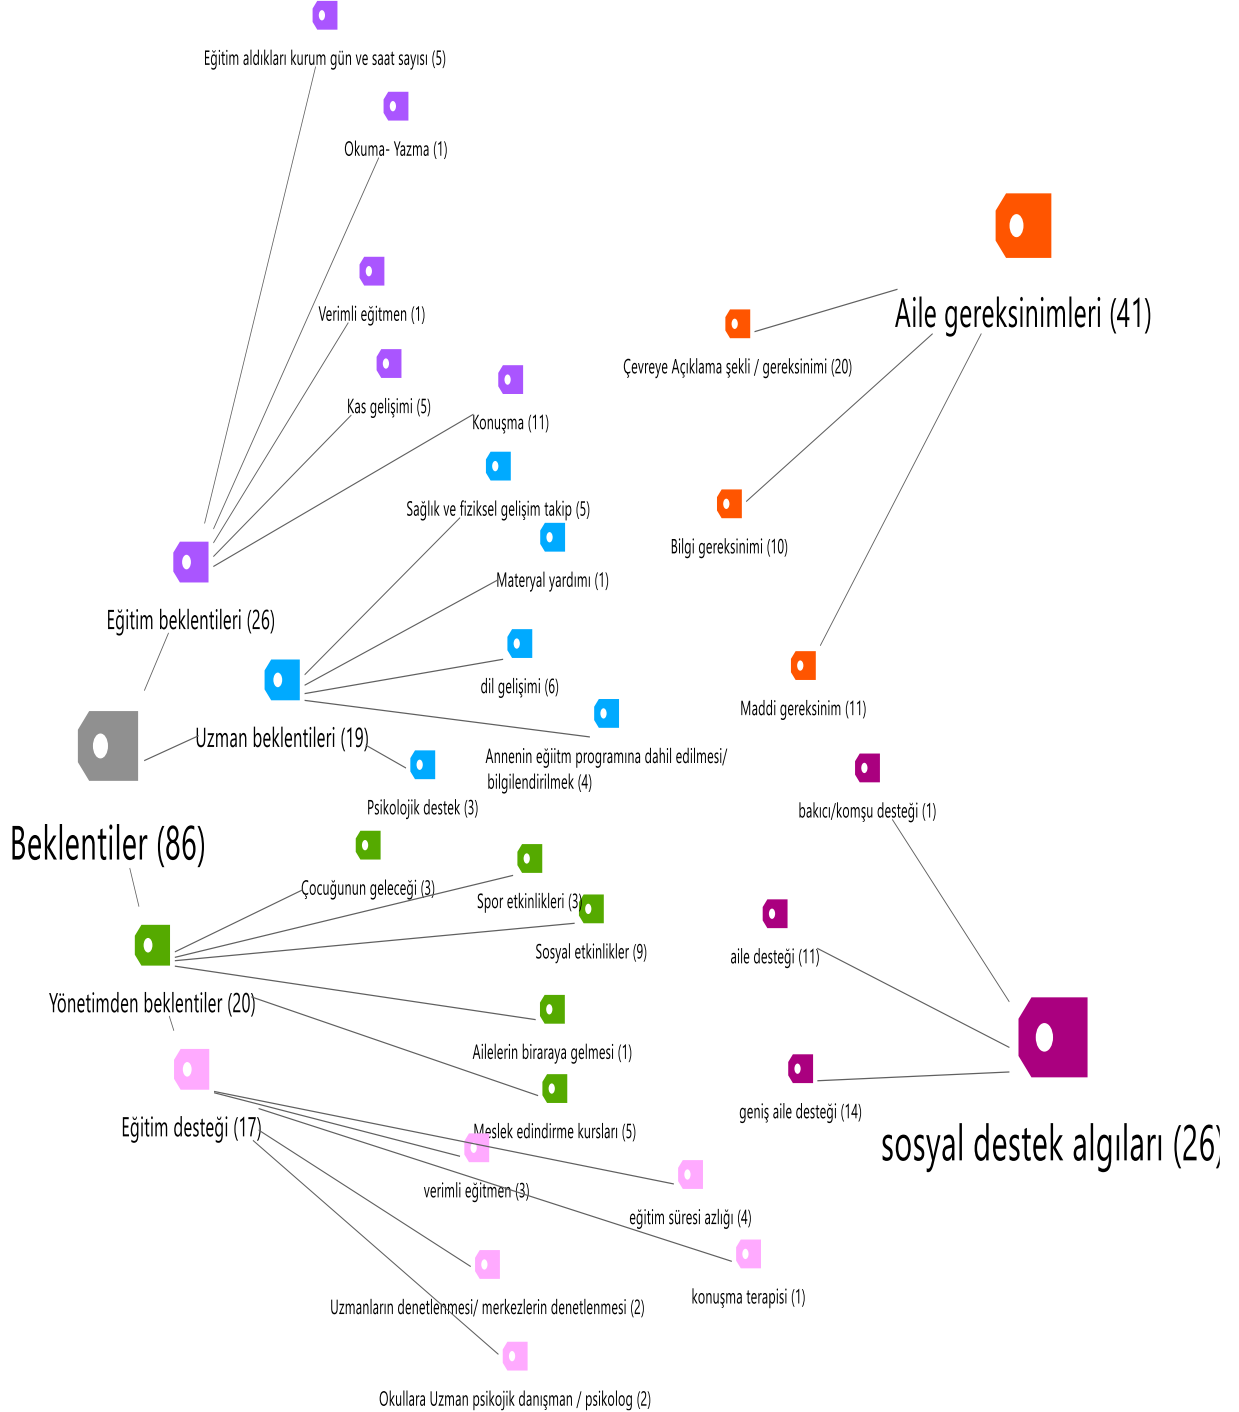 Eğitim aldıkları kurum gün ve saat sayısı (5)
Okuma- Yazma (1)
Verimli eğitmen (1)
Kas gelişimi (5)
Konuşma (11)
Sağlık ve fiziksel gelişim takip (5)
Materyal yardımı (1)
Eğitim beklentileri (26)
dil gelişimi (6)
Uzman beklentileri (19)
Annenin eğiitm programına dahil edilmesi/
bilgilendirilmek (4)
Psikolojik destek (3)
Beklentiler (86)
Çocuğunun geleceği (3)
Spor etkinlikleri (3)
Sosyal etkinlikler (9)
Yönetimden beklentiler (20)
Ailelerin biraraya gelmesi (1)
Eğitim desteği (17)
Meslek edindirme kursları (5)
verimli eğitmen (3)
eğitim süresi azlığı (4)
konuşma terapisi (1)
Uzmanların denetlenmesi/ merkezlerin denetlenmesi (2)
Okullara Uzman psikojik danışman / psikolog (2)
Aile gereksinimleri (41)
Çevreye Açıklama şekli / gereksinimi (20)
Bilgi gereksinimi (10)
Maddi gereksinim (11)
bakıcı/komşu desteği (1)
aile desteği (11)
geniş aile desteği (14)
sosyal destek algıları (26)